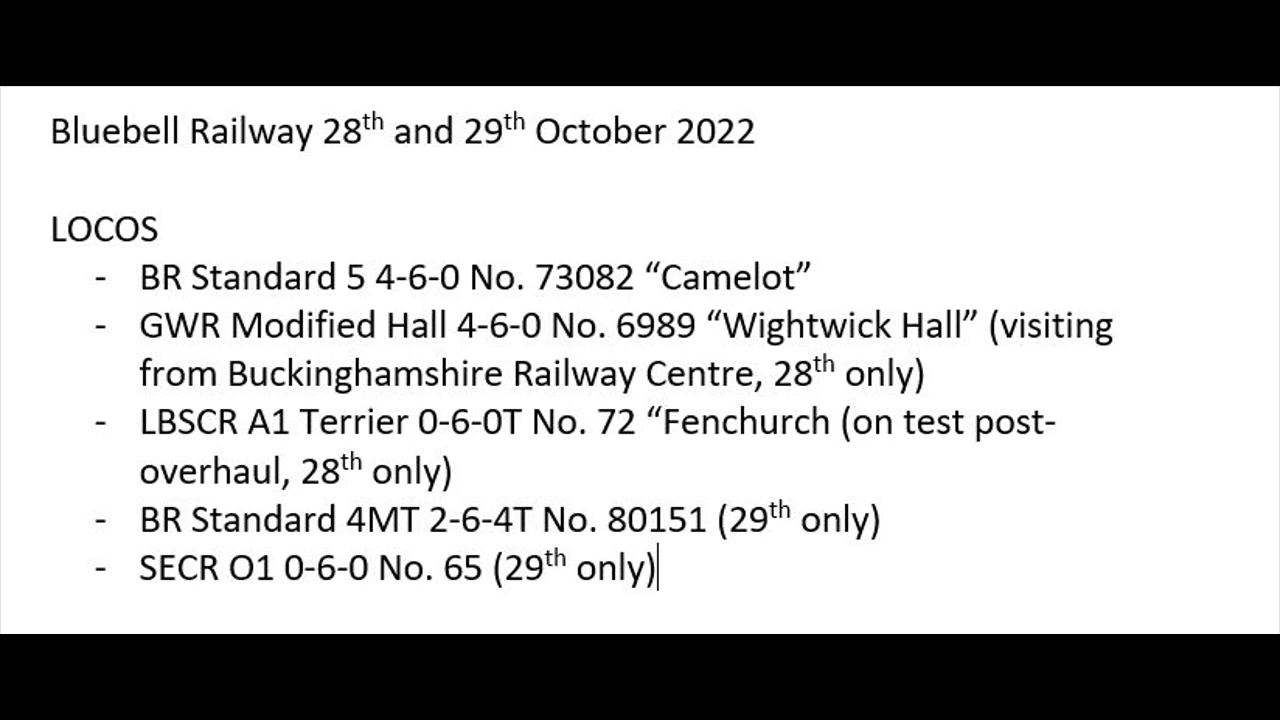 Bluebell Railway 28th and 29th October 2022
LOCOS
- BR Standard 5 4-6-0 No. 73082 “Camelot”
- GWR Modified Hall 4-6-0 No. 6989 “Wightwick Hall” (visiting
from Buckinghamshire Railway Centre, 28th only)
- LBSCR A1 Terrier 0-6-0T No. 72 “Fenchurch (on test post-
overhaul, 28th only)
- BR Standard 4MT 2-6-4T No. 80151 (29th only)
- SECR O1 0-6-0 No. 65 (29th only)